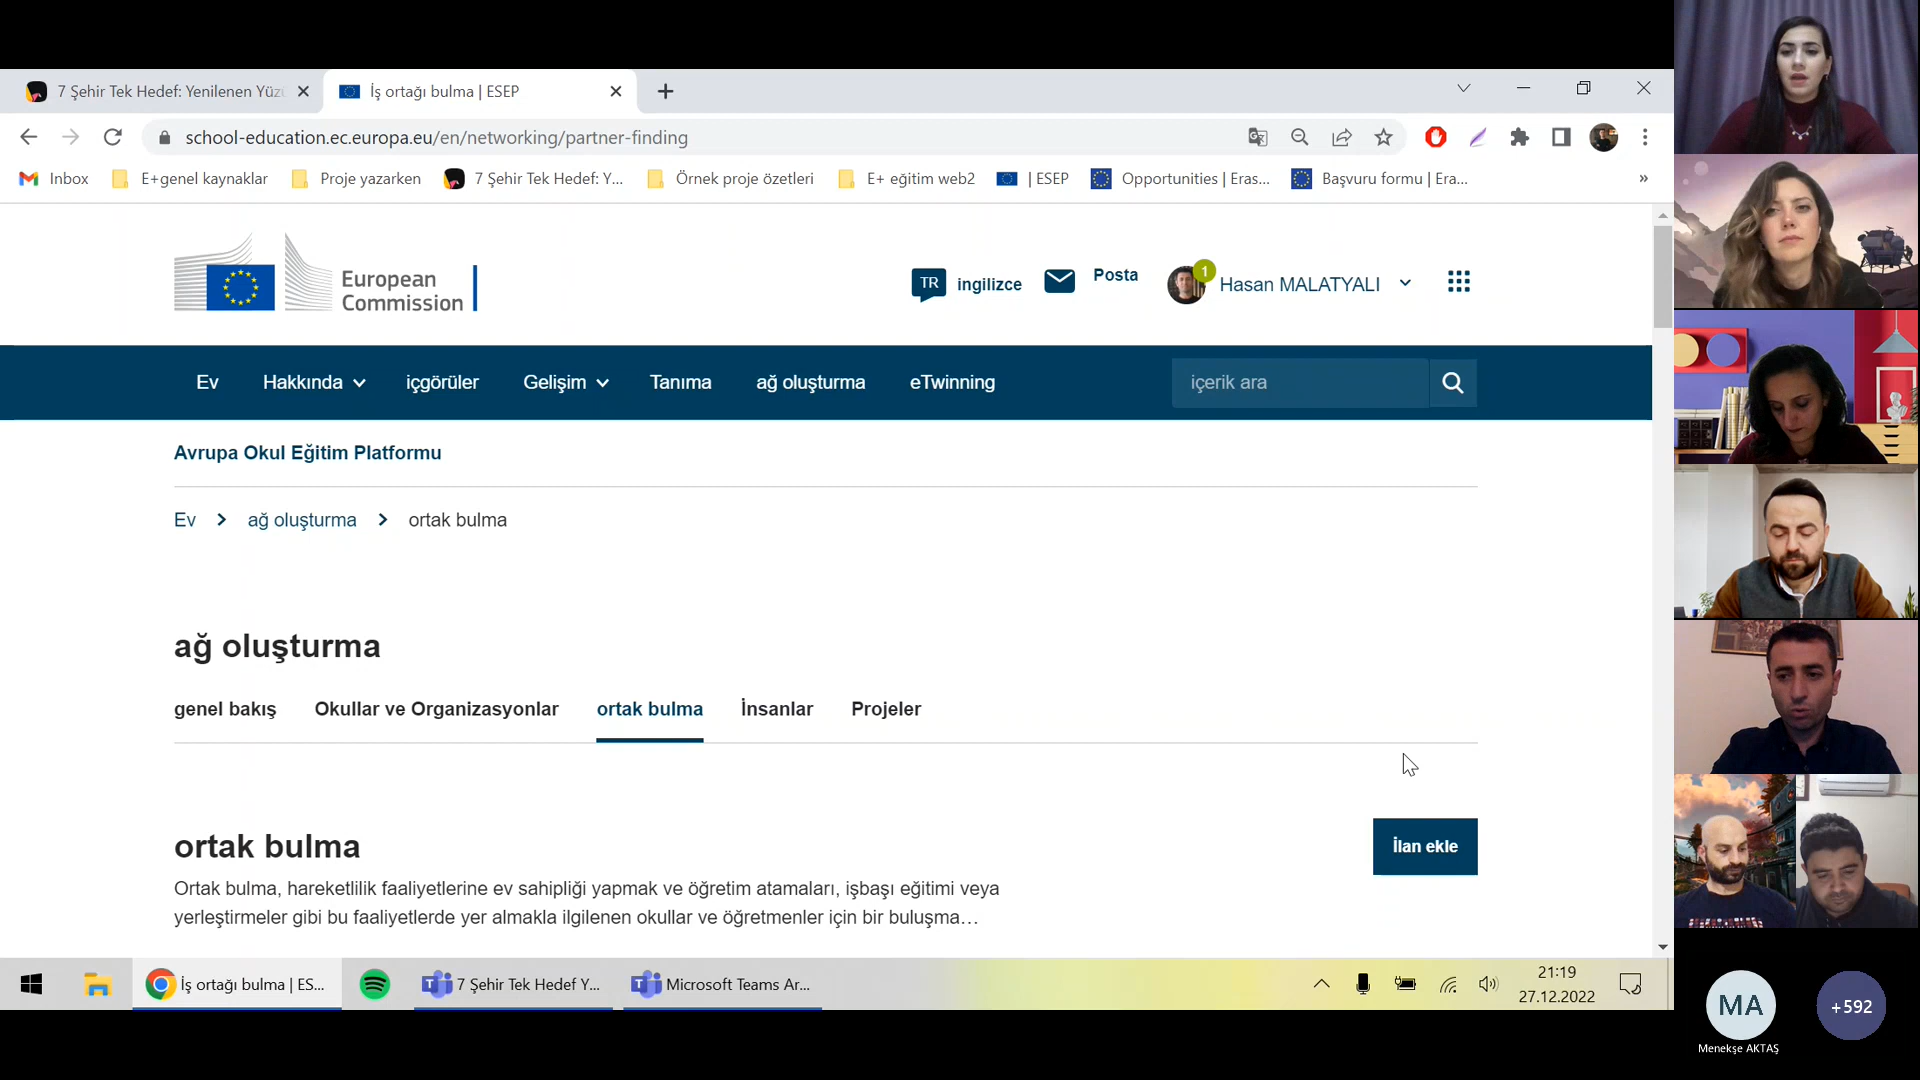 7 Şehir Tek Hedef: Yenilenen Yüzü
İş ortağı bulma | ESEP
school-education.ec.europa.eu/en/networking/partner-finding
Inbox
E+genel kaynaklar
Proje yazarken
7 Şehir Tek Hedef: Y...
Örnek proje özetleri
E+ eğitim web2
| ESEP
Opportunities | Eras...
Başvuru formu | Era...
»
European
Commission
TR
ingilizce
Posta
1
Hasan MALATYALI
Ev
Hakkında
içgörüler
Gelişim
Tanıma
ağ oluşturma
eTwinning
içerik ara
Avrupa Okul Eğitim Platformu
Ev
ağ oluşturma
ortak bulma
ağ oluşturma
genel bakış
Okullar ve Organizasyonlar
ortak bulma
İnsanlar
Projeler
ortak bulma
İlan ekle
Ortak bulma, hareketlilik faaliyetlerine ev sahipliği yapmak ve öğretim atamaları, işbaşı eğitimi veya
yerleştirmeler gibi bu faaliyetlerde yer almakla ilgilenen okullar ve öğretmenler için bir buluşma…
İş ortağı bulma | ES...
7 Şehir Tek Hedef Y...
Microsoft Teams Ar...
21:19
27.12.2022
MA
+592
Menekşe AKTAŞ